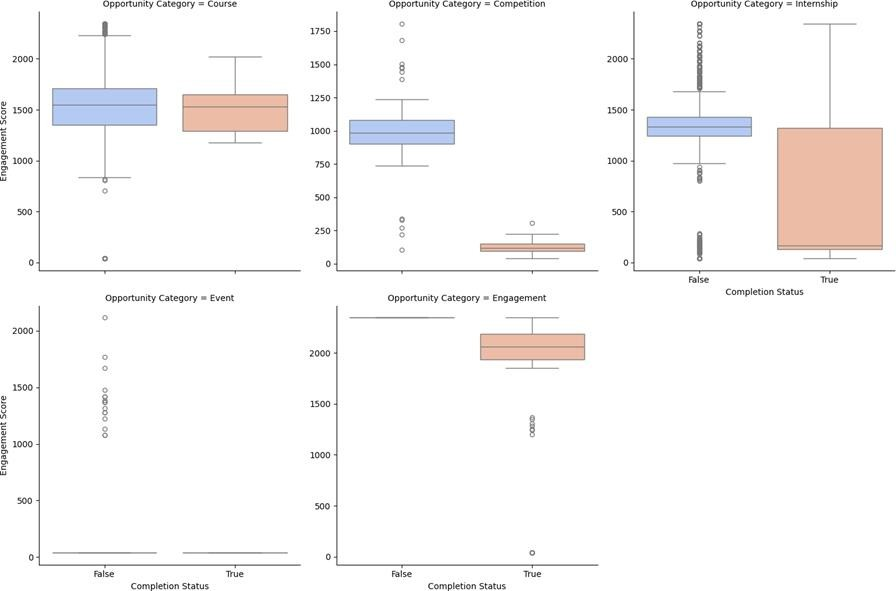 Opportunity Category = Course
Opportunity Category = Competition
Opportunity Category = Internship
Engagement Score
2000
1500
1000
500
0
1750
1500
1250
1000
750
500
250
0
2000
1500
1000
500
0
False
True
Completion Status
Opportunity Category = Event
Opportunity Category = Engagement
Engagement Score
2000
1500
1000
500
0
False
True
Completion Status
2000
1500
1000
500
0
False
True
Completion Status